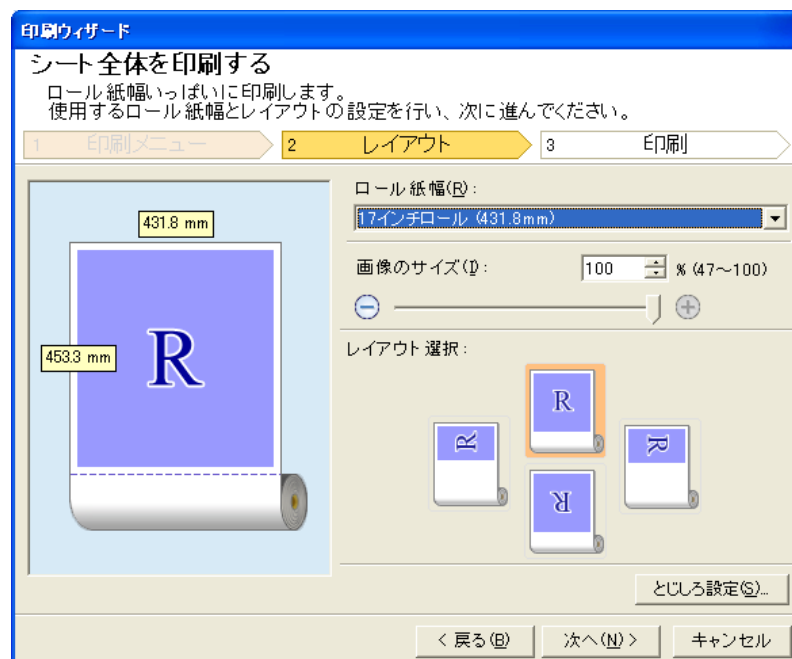 印刷ウィザード
シート全体を印刷する
ロール紙幅いっぱいに印刷します。
使用するロール紙幅とレイアウトの設定を行い、次に進んでください。
1 印刷メニュー 2 レイアウト 3 印刷
431.8 mm
453.3 mm
R
ロール紙幅(R):
17インチロール (431.8mm)
画像のサイズ(I): 100 % (47～100)
レイアウト選択:
R
R
R
R
とじしろ設定(S)...
< 戻る(B) 次へ(N) > キャンセル